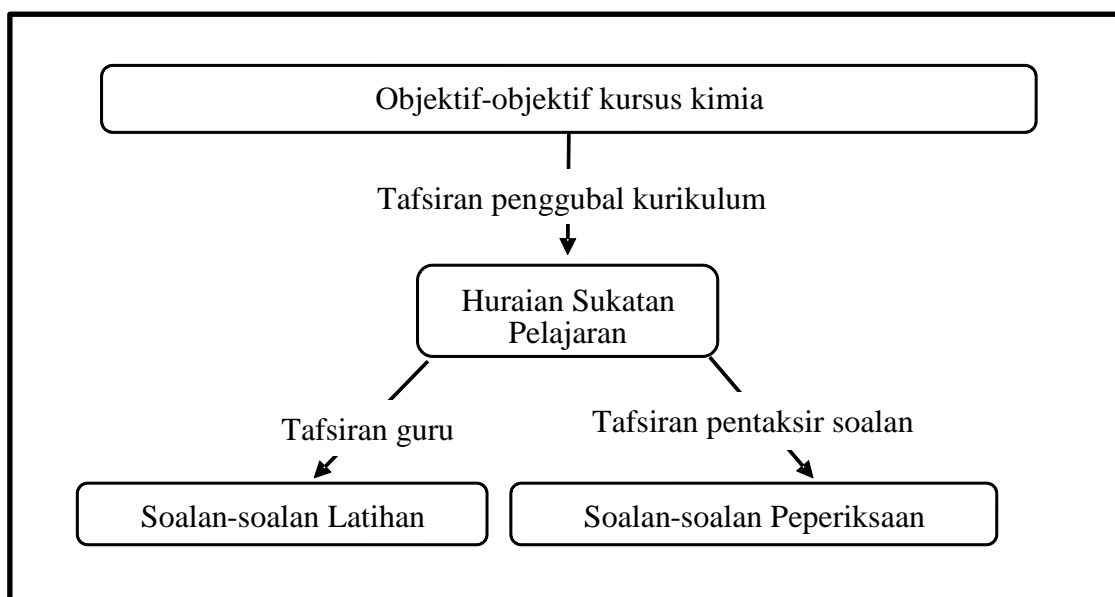 Objektif-objektif kursus kimia
Tafsiran penggubal kurikulum
Huraian Sukatan
Pelajaran
Tafsiran guru
Tafsiran pentaksir soalan
Soalan-soalan Latihan
Soalan-soalan Peperiksaan